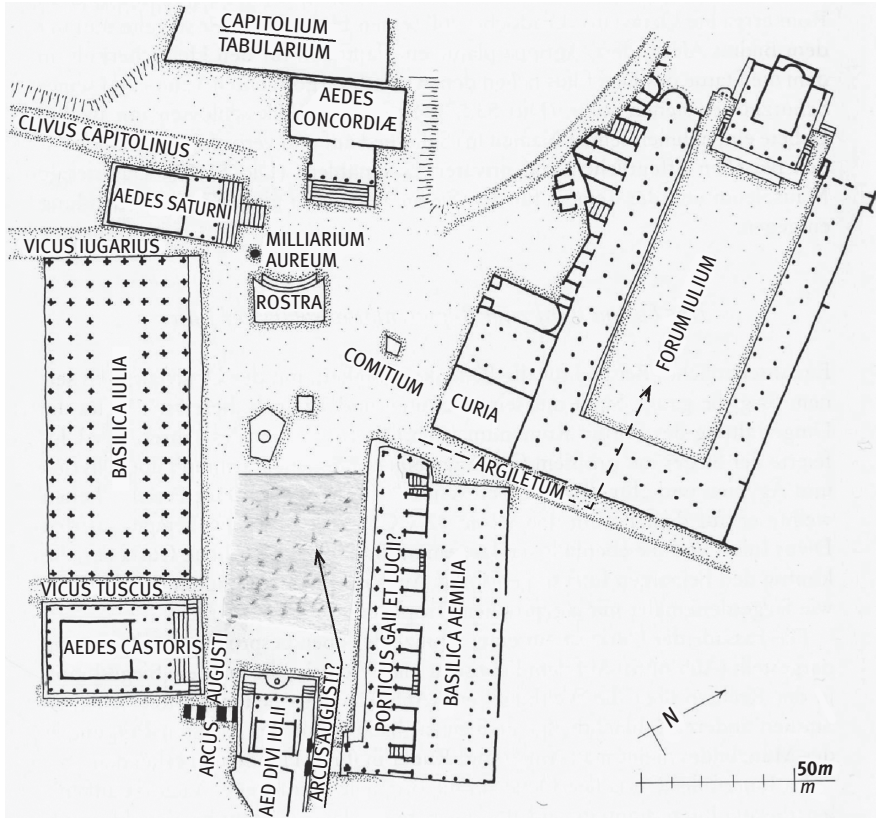 CAPITOLIUM
TABULARIUM
AEDES
CONCORDIÆ
CLIVUS CAPITOLINUS
AEDES SATURNI
VICUS IUGARIUS
MILLIARIUM
AUREUM
ROSTRA
FORUM IULIUM
COMITIUM
BASILICA IULIA
CURIA
ARGILETUM
VICUS TUSCUS
AEDES CASTORIS
ARCUS AUGUSTI
AED DIVI IULII
ARCUS AUGUSTI?
PORTICUS GAII ET LUCII?
BASILICA AEMILIA
N
50m
m